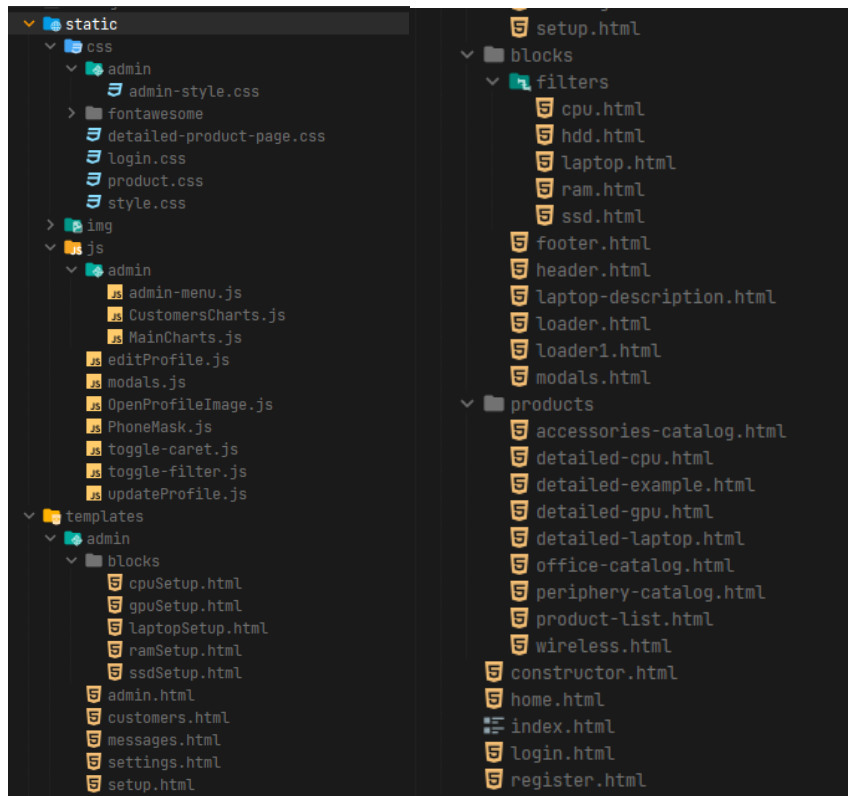 static
css
admin
admin-style.css
fontawesome
detailed-product-page.css
login.css
product.css
style.css
img
js
admin
admin-menu.js
CustomersCharts.js
MainCharts.js
editProfile.js
modals.js
OpenProfileImage.js
PhoneMask.js
toggle-caret.js
toggle-filter.js
updateProfile.js
templates
admin
blocks
cpuSetup.html
gpuSetup.html
laptopSetup.html
ramSetup.html
ssdSetup.html
admin.html
customers.html
messages.html
settings.html
setup.html
setup.html
blocks
filters
cpu.html
hdd.html
laptop.html
ram.html
ssd.html
footer.html
header.html
laptop-description.html
loader.html
loader1.html
modals.html
products
accessories-catalog.html
detailed-cpu.html
detailed-example.html
detailed-gpu.html
detailed-laptop.html
office-catalog.html
periphery-catalog.html
product-list.html
wireless.html
constructor.html
home.html
index.html
login.html
register.html